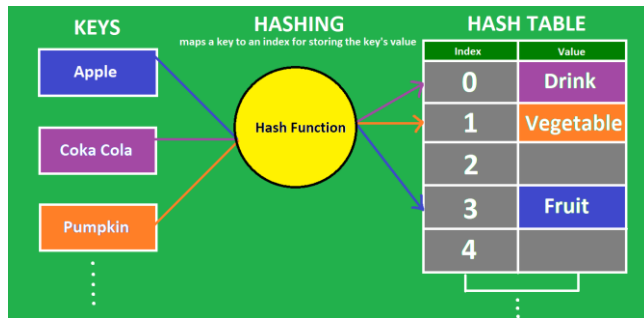 KEYS
Apple
Coka Cola
Pumpkin
HASHING
maps a key to an index for storing the key's value
Hash Function
HASH TABLE
Index Value
0 Drink
1 Vegetable
2
3 Fruit
4